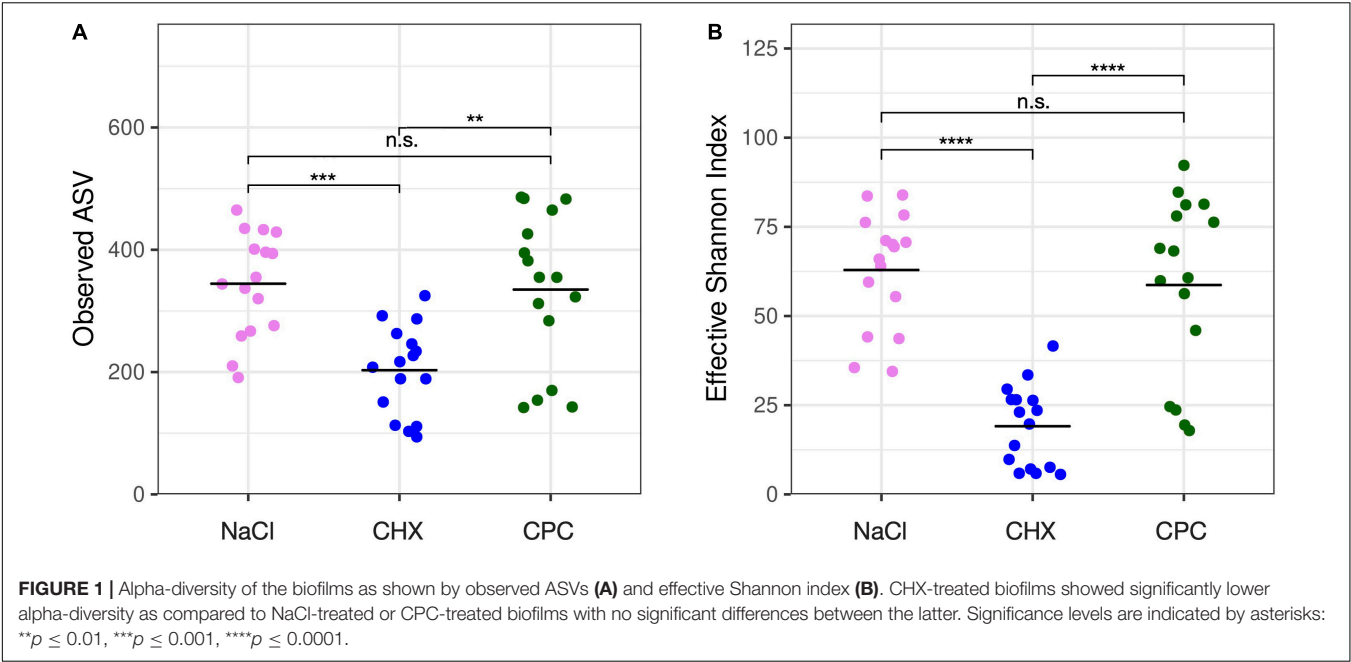 A
Observed ASV
600
400
200
0
**
n.s.
***
NaCl
CHX
CPC
B
Effective Shannon Index
125
100
75
50
25
0
****
n.s.
****
NaCl
CHX
CPC
FIGURE 1 | Alpha-diversity of the biofilms as shown by observed ASVs (A) and effective Shannon index (B). CHX-treated biofilms showed significantly lower
alpha-diversity as compared to NaCl-treated or CPC-treated biofilms with no significant differences between the latter. Significance levels are indicated by asterisks:
**p ≤ 0.01, ***p ≤ 0.001, ****p ≤ 0.0001.